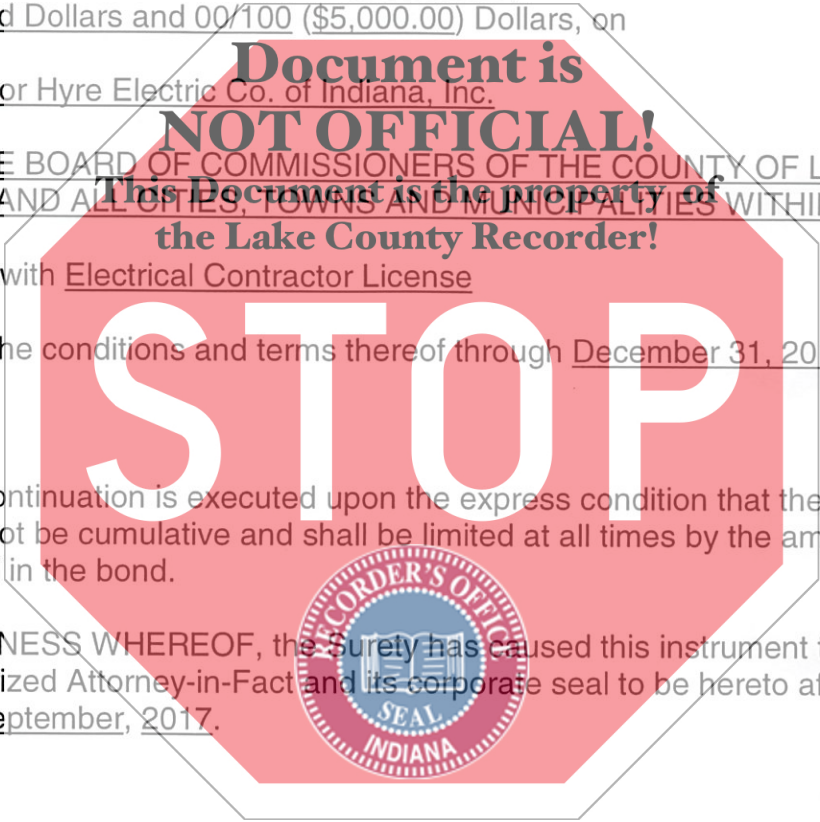 d Dollars and 00/100 ($5,000.00) Dollars, on
Document is
or Hyre Electric Co. of Indiana, Inc.
NOT OFFICIAL!
E BOARD OF COMMISSIONERS OF THE COUNTY OF L
This Document is the property of
AND ALL CITIES, TOWNS AND MUNICIPALITIES WITHI
the Lake County Recorder!
with Electrical Contractor License
STOP
he conditions and terms thereof through December 31, 20
ontinuation is executed upon the express condition that the
ot be cumulative and shall be limited at all times by the am
in the bond.
NESS WHEREOF, the Surety has caused this instrument t
ized Attorney-in-Fact and its corporate seal to be hereto af
eptember, 2017.
RECORDER'S OFFICE
SEAL
INDIANA